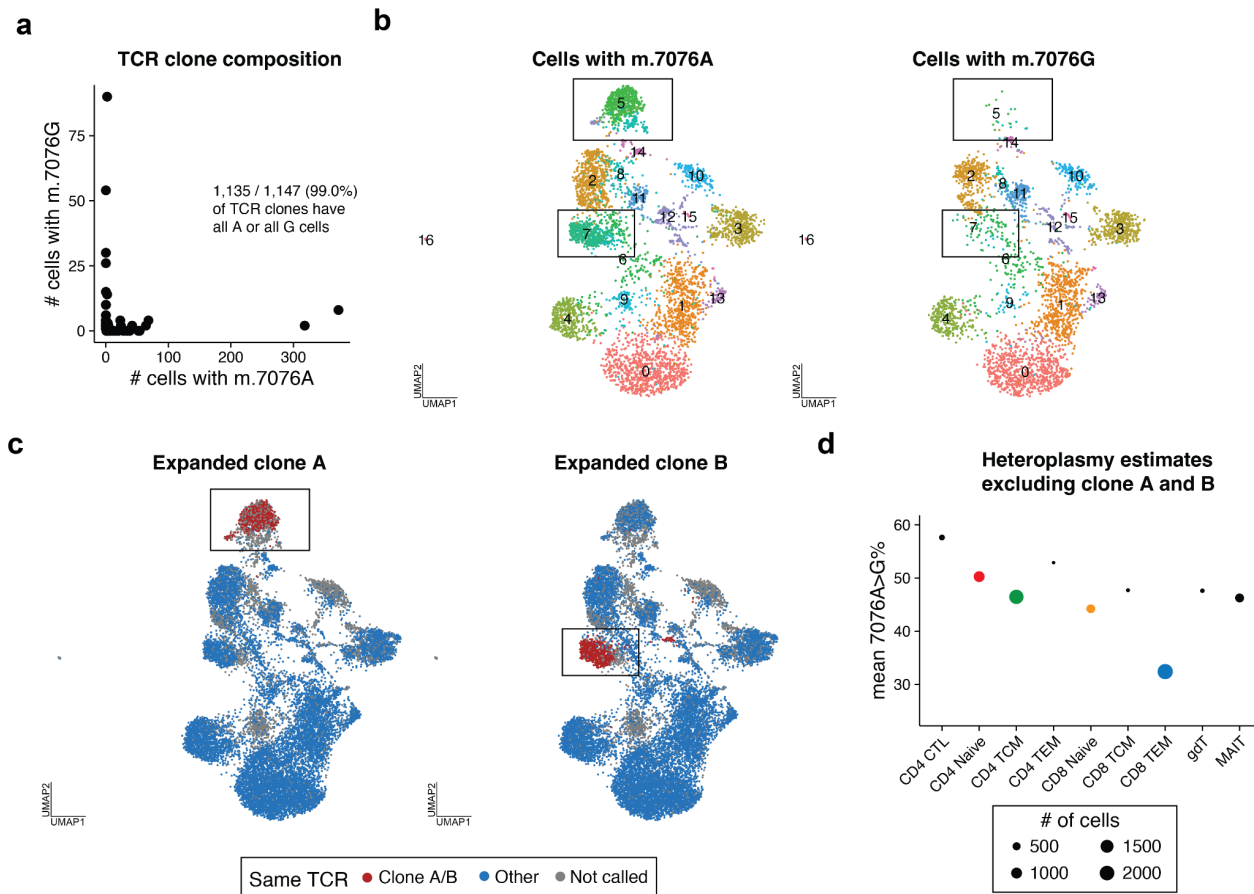 a
TCR clone composition
# cells with m.7076G
75
50
25
0
1,135 / 1,147 (99.0%)
of TCR clones have
all A or all G cells
0 100 200 300
# cells with m.7076A
b
Cells with m.7076A
5
14
8
2
10
11
12 15
3
7
16
6
9
1
13
4
0
UMAP2
UMAP1
Cells with m.7076G
5
14
2
8
10
11
15
7
12
3
16
6
9
1
13
4
0
UMAP2
UMAP1
c
Expanded clone A
UMAP2
UMAP1
Expanded clone B
UMAP2
UMAP1
Same TCR Clone A/B Other Not called
d
Heteroplasmy estimates
excluding clone A and B
mean 7076A>G%
60
50
40
30
CD4 CTL
CD4 Naive
CD4 TCM
CD4 TEM
CD8 Naive
CD8 TCM
CD8 TEM
gdT
MAIT
# of cells
500 1500
1000 2000